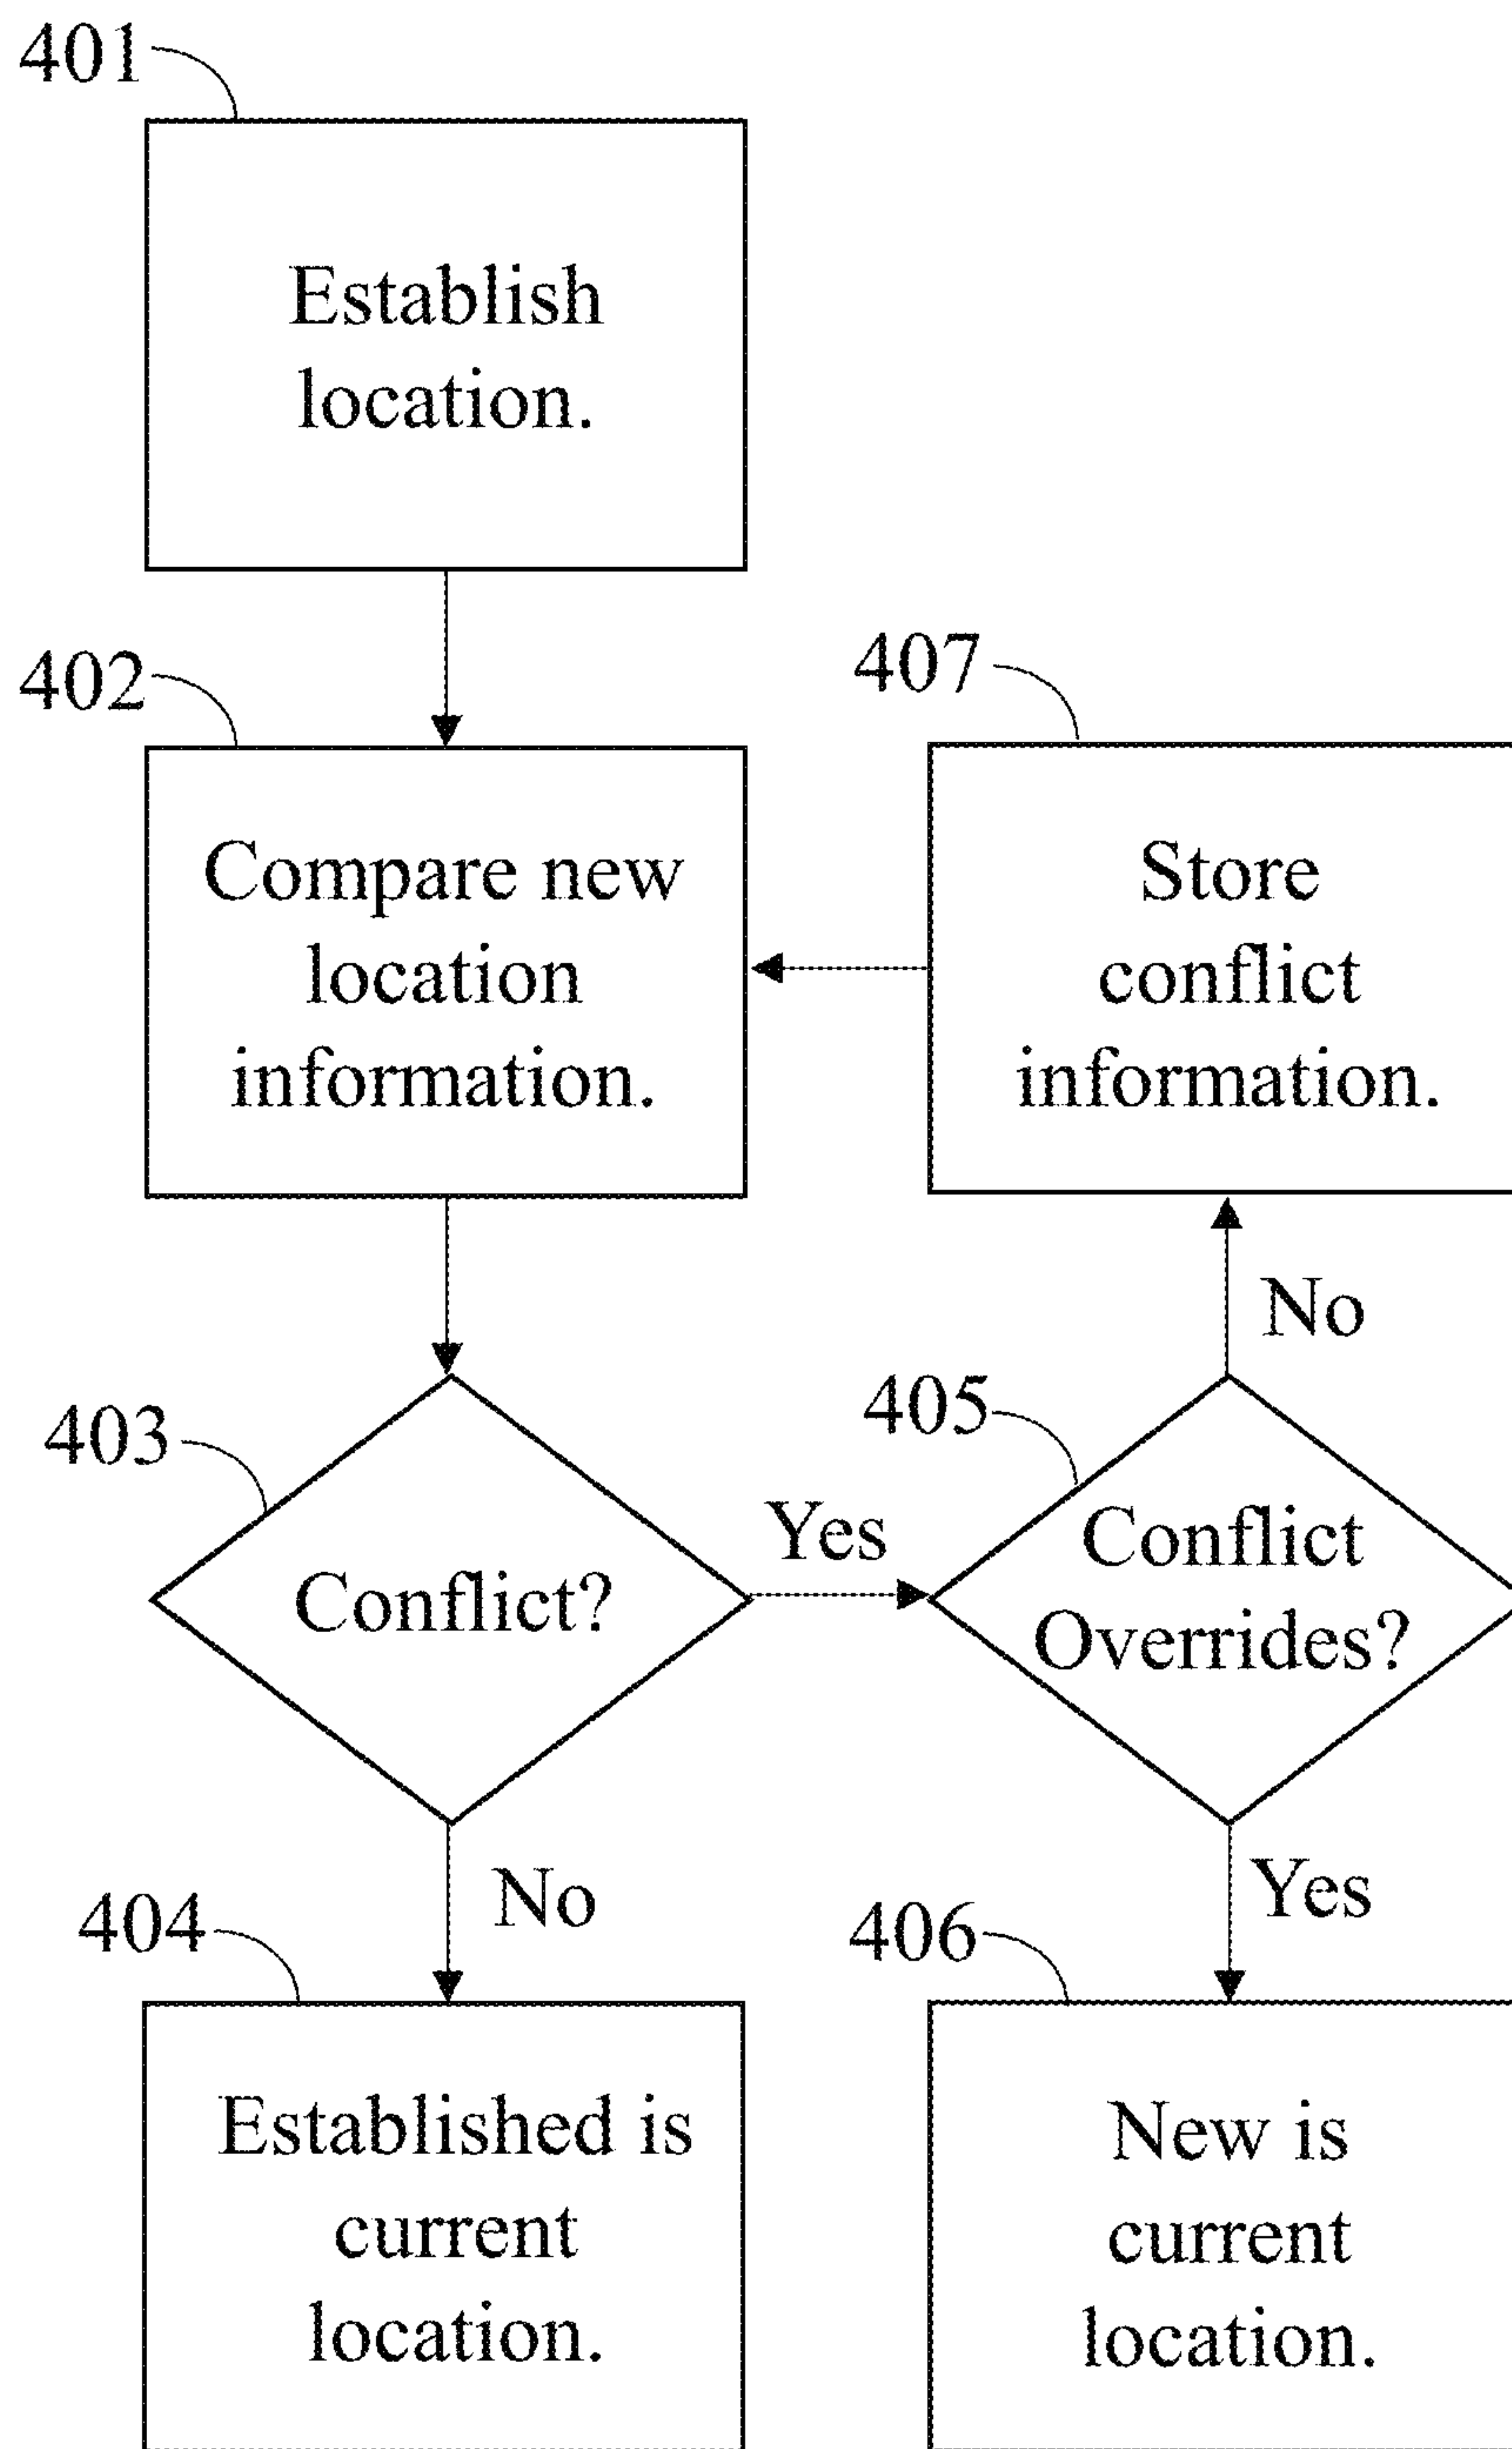 401
Establish
location.
402
Compare new
location
information.
407
Store
conflict
information.
No
403
Conflict?
Yes
405
Conflict
Overrides?
No
Yes
404
Established is
current
location.
406
New is
current
location.